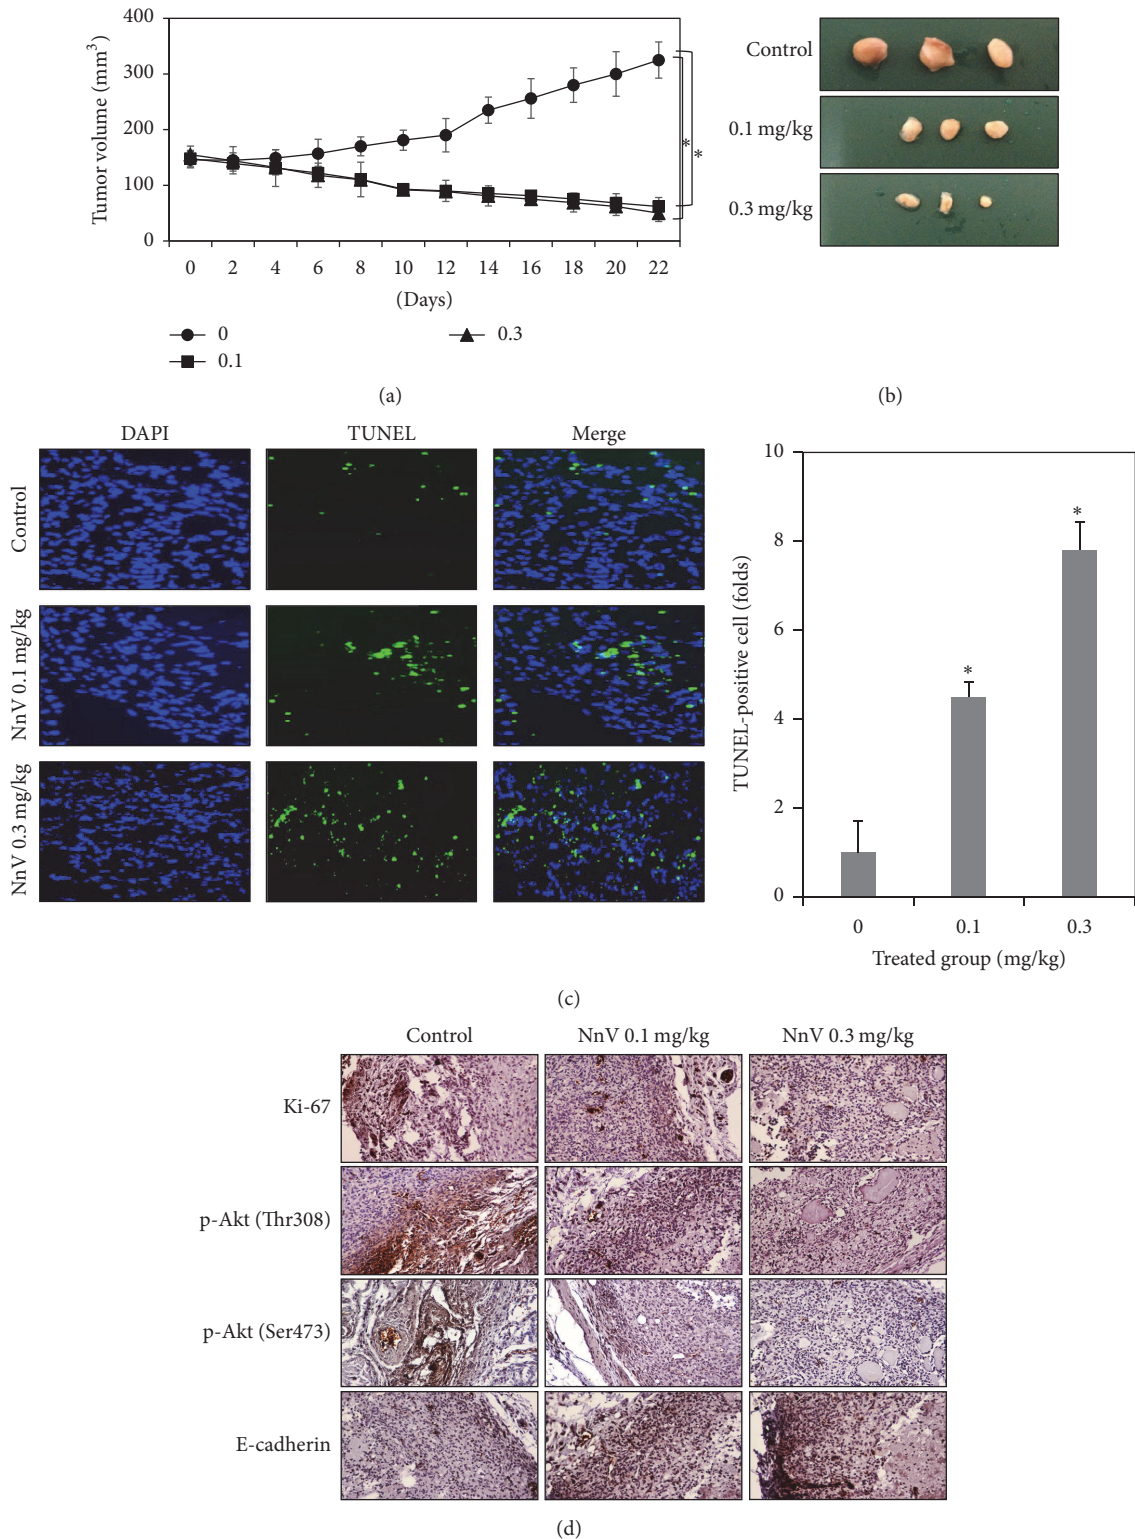 400
300
200
100
0
Tumor volume (mm³)
0 2 4 6 8 10 12 14 16 18 20 22
(Days)
* *
0
0.1
0.3
(a)
Control
0.1 mg/kg
0.3 mg/kg
(b)
DAPI TUNEL Merge
Control
NnV 0.1 mg/kg
NnV 0.3 mg/kg
10
8
6
4
2
0
TUNEL-positive cell (folds)
*
*
0 0.1 0.3
Treated group (mg/kg)
(c)
Control NnV 0.1 mg/kg NnV 0.3 mg/kg
Ki-67
p-Akt (Thr308)
p-Akt (Ser473)
E-cadherin
(d)